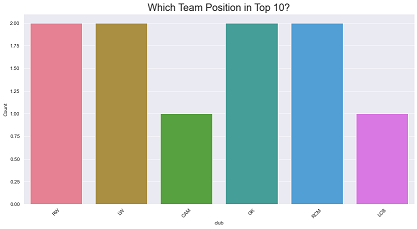 Which Team Position in Top 10?
2.00
1.75
1.50
1.25
1.00
0.75
0.50
0.25
0.00
Count
RW
LW
CAM
GK
RCM
LCB
club